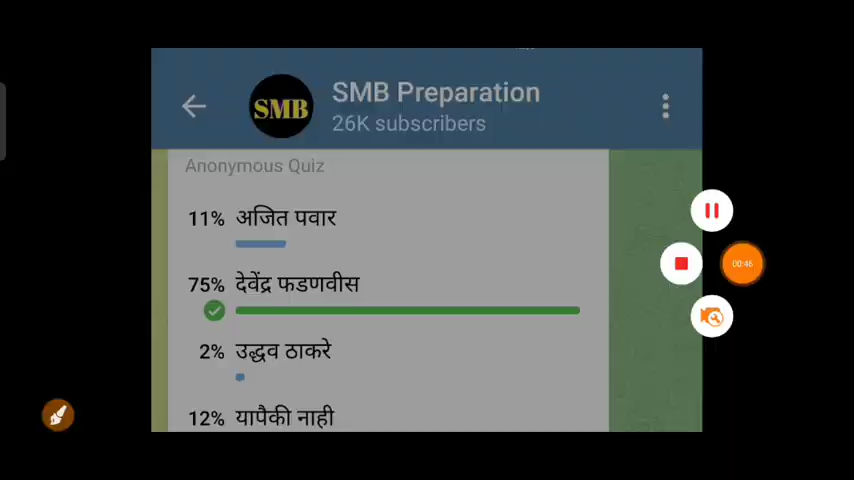 SMB
SMB Preparation
26K subscribers
Anonymous Quiz
11% अजित पवार
75% देवेंद्र फडणवीस
2% उद्धव ठाकरे
12% यापैकी नाही
00:46